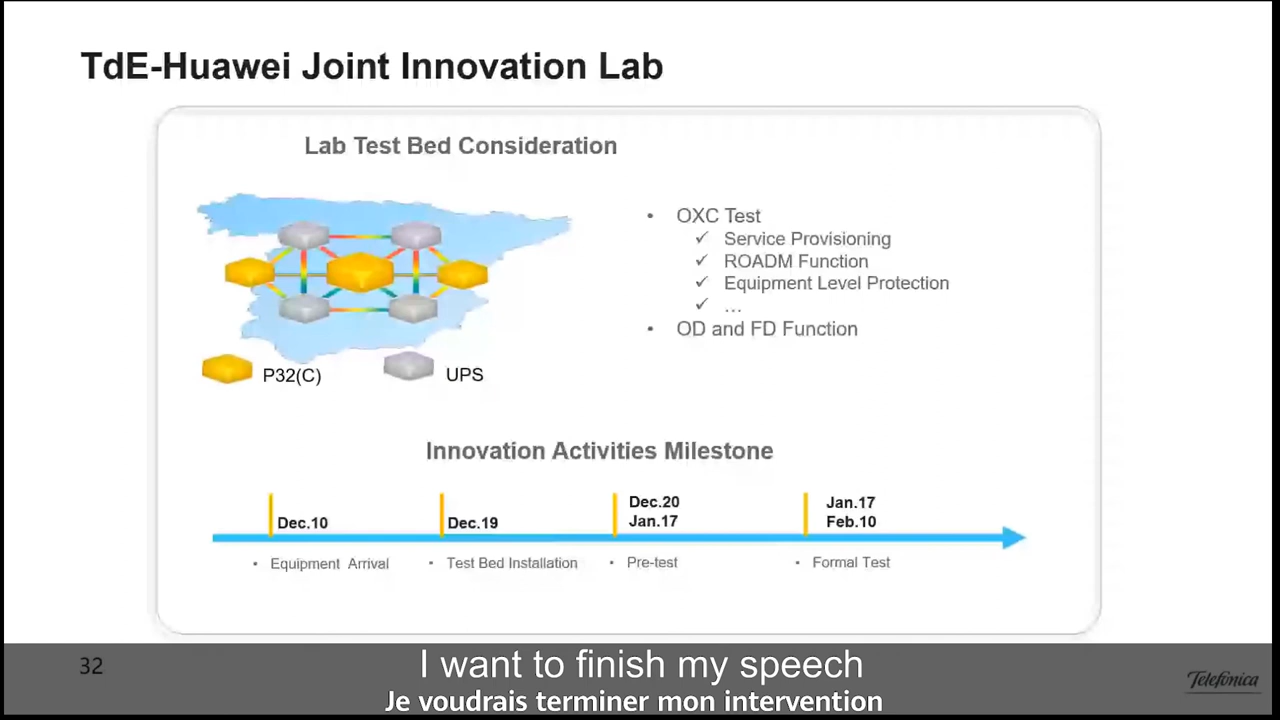 TdE-Huawei Joint Innovation Lab
Lab Test Bed Consideration
• OXC Test
✓ Service Provisioning
✓ ROADM Function
✓ Equipment Level Protection
✓ …
• OD and FD Function
P32(C)
UPS
Innovation Activities Milestone
Dec.10
• Equipment Arrival
Dec.19
• Test Bed Installation
Dec.20
Jan.17
• Pre-test
Jan.17
Feb.10
• Formal Test
32
I want to finish my speech
Je voudrais terminer mon intervention
Telefónica